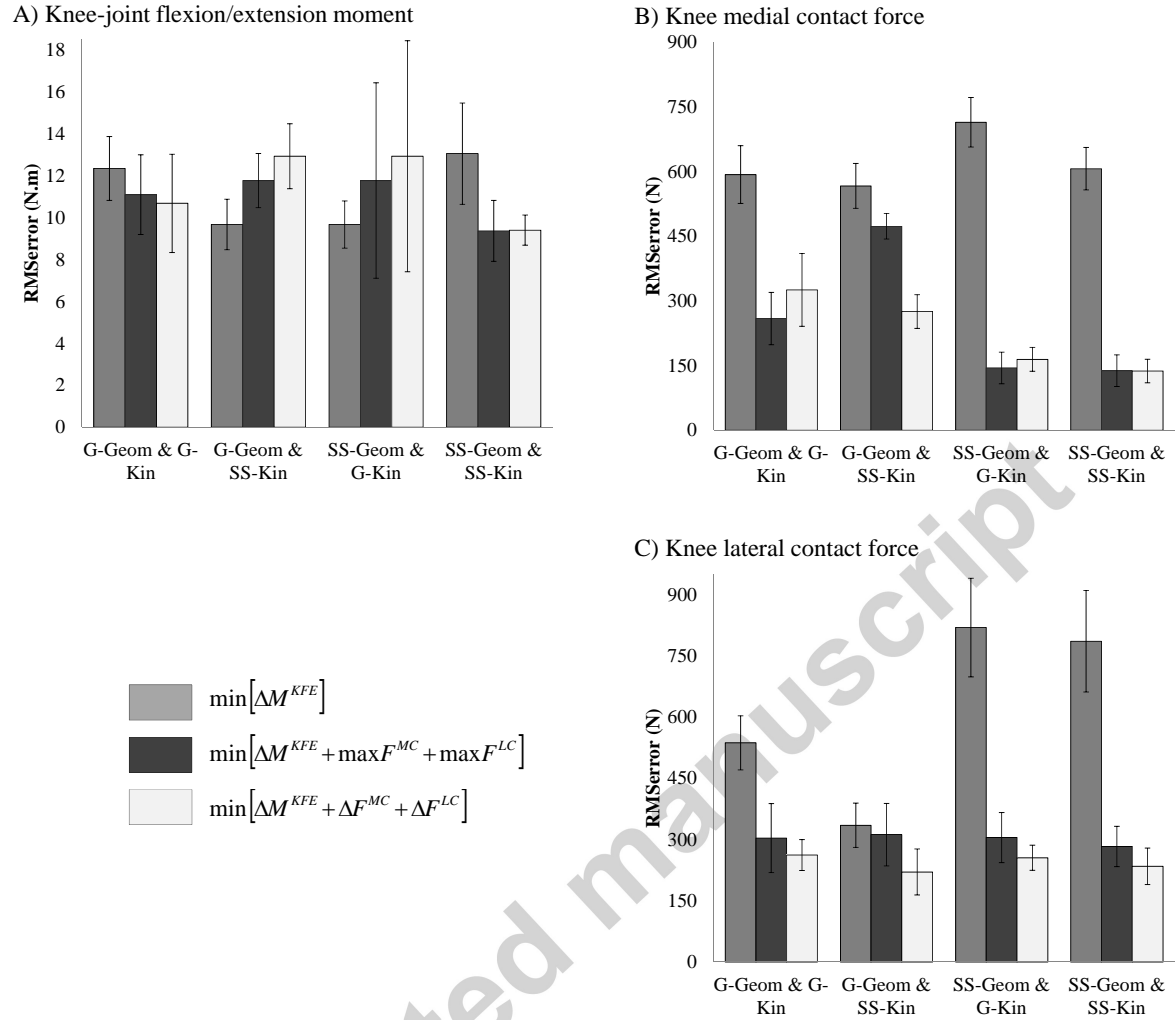 A) Knee-joint flexion/extension moment
18
16
14
12
10
8
6
4
2
0
RMSerror (N.m)
G-Geom & G-
Kin
G-Geom &
SS-Kin
SS-Geom &
G-Kin
SS-Geom &
SS-Kin
B) Knee medial contact force
900
750
600
450
300
150
0
RMSerror (N)
G-Geom & G-
Kin
G-Geom &
SS-Kin
SS-Geom &
G-Kin
SS-Geom &
SS-Kin
min[ΔM^KFE]
min[ΔM^KFE + max F^MC + max F^LC]
min[ΔM^KFE + ΔF^MC + ΔF^LC]
C) Knee lateral contact force
900
750
600
450
300
150
0
RMSerror (N)
G-Geom & G-
Kin
G-Geom &
SS-Kin
SS-Geom &
G-Kin
SS-Geom &
SS-Kin
ted manuscript